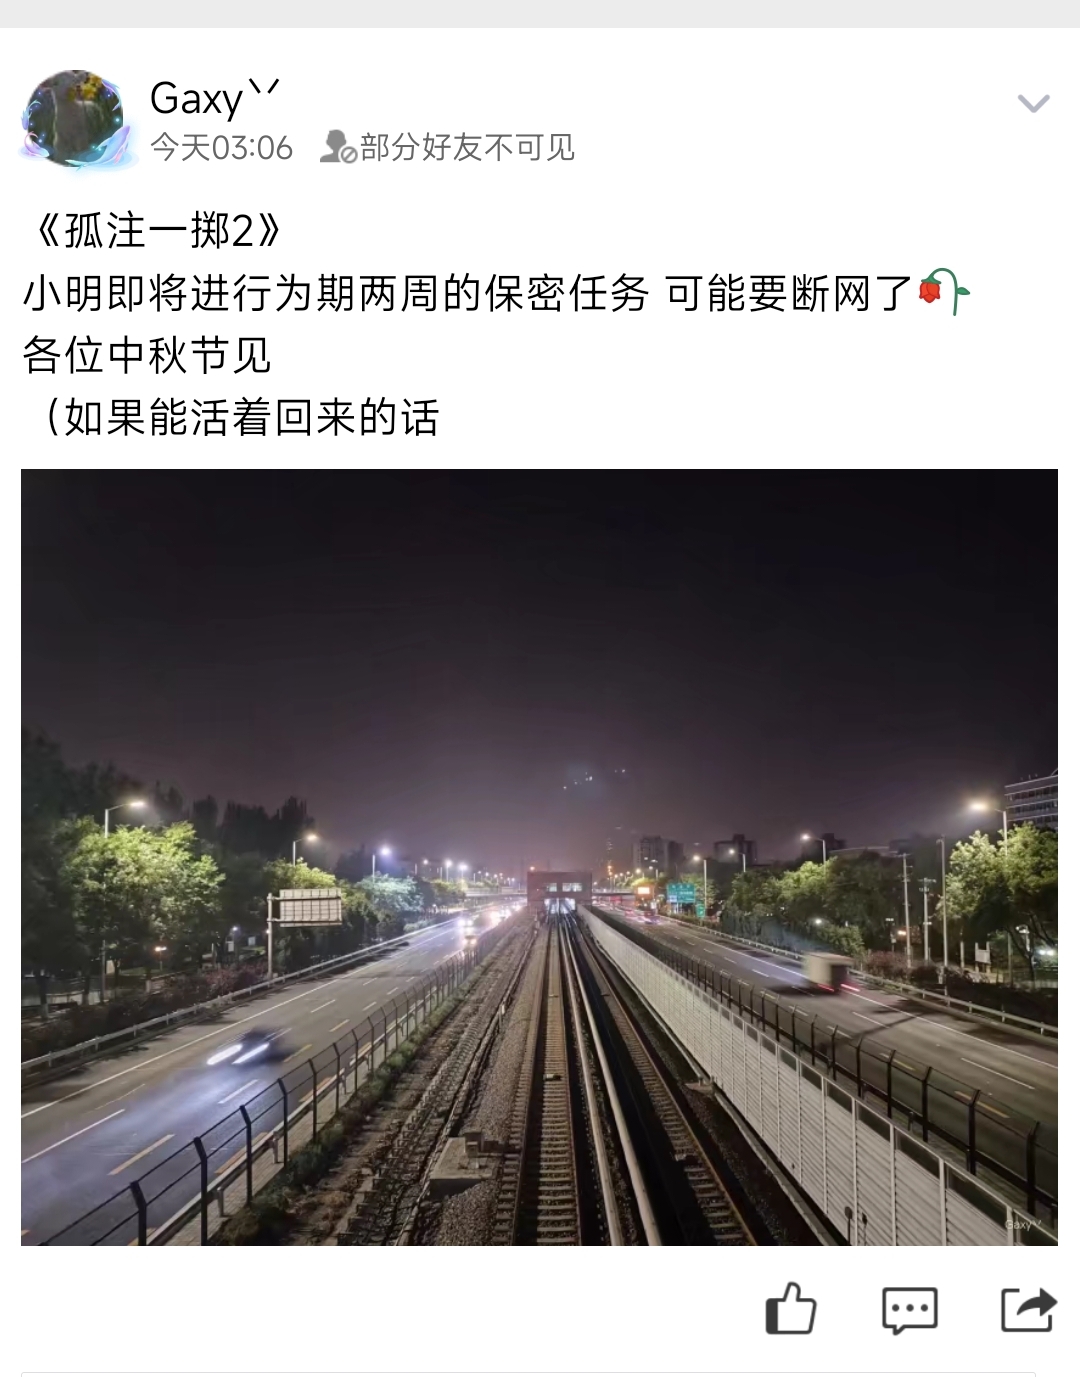 Gaxy丷
今天03:06 部分好友不可见
《孤注一掷2》
小明即将进行为期两周的保密任务 可能要断网了
各位中秋节见
（如果能活着回来的话
Gaxy丷